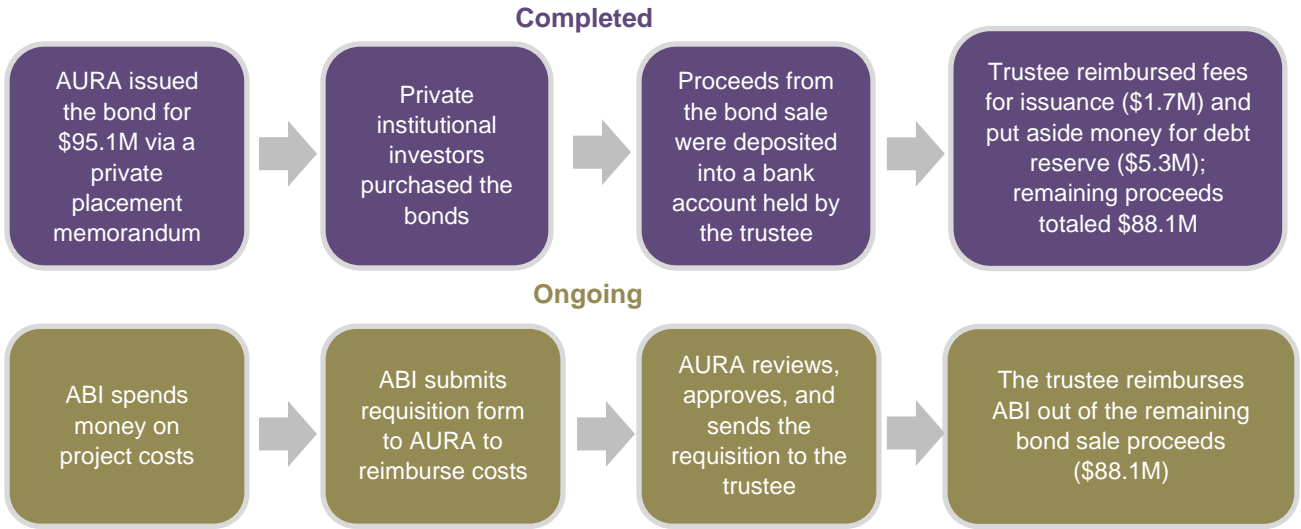 Completed
AURA issued
the bond for
$95.1M via a
private
placement
memorandum
Private
institutional
investors
purchased the
bonds
Proceeds from
the bond sale
were deposited
into a bank
account held by
the trustee
Trustee reimbursed fees
for issuance ($1.7M) and
put aside money for debt
reserve ($5.3M);
remaining proceeds
totaled $88.1M
Ongoing
ABI spends
money on
project costs
ABI submits
requisition form
to AURA to
reimburse costs
AURA reviews,
approves, and
sends the
requisition to the
trustee
The trustee reimburses
ABI out of the remaining
bond sale proceeds
($88.1M)